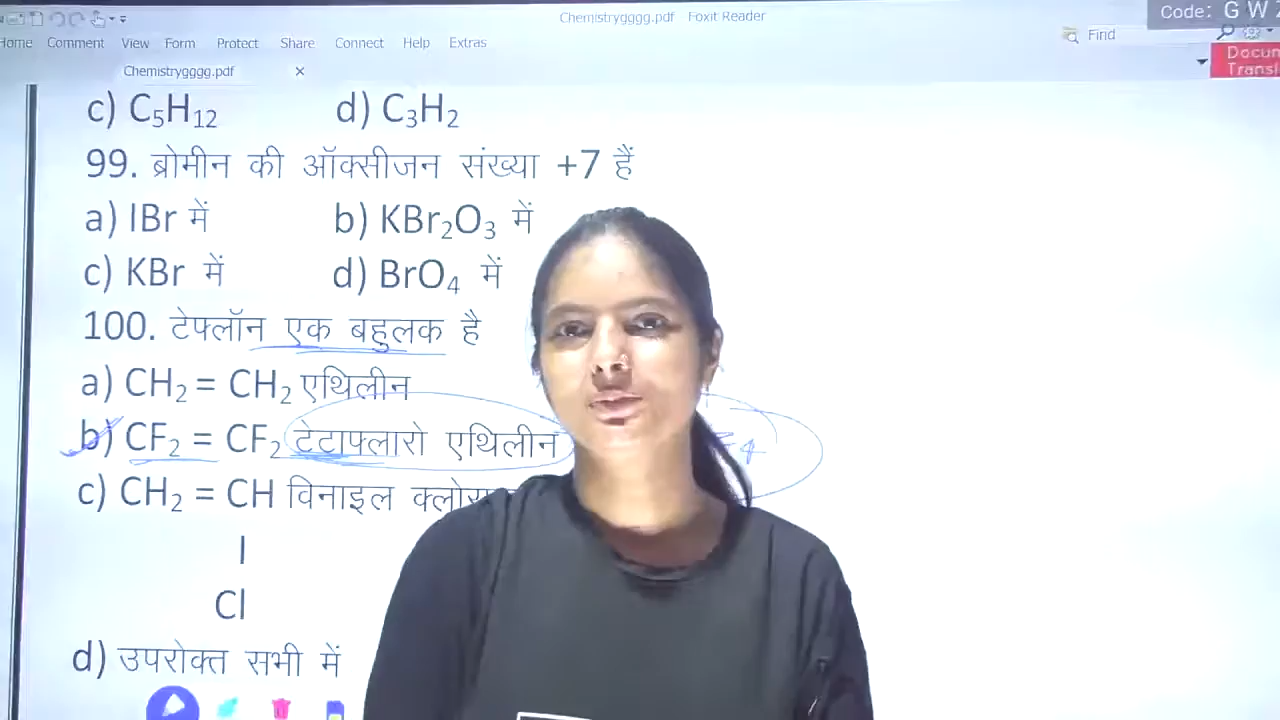 Chemistrygggg.pdf Foxit Reader
Code: G W
Home Comment View Form Protect Share Connect Help Extras
Find
Chemistrygggg.pdf ×
c) C₅H₁₂ d) C₃H₂
99. ब्रोमीन की ऑक्सीजन संख्या +7 हैं
a) IBr में b) KBr₂O₃ में
c) KBr में d) BrO₄ में
100. टेफ्लॉन एक बहुलक है
a) CH₂ = CH₂ एथिलीन
b) CF₂ = CF₂ टेटाफ्लारो एथिलीन
c) CH₂ = CH विनाइल
I
Cl
d) उपरोक्त सभी में